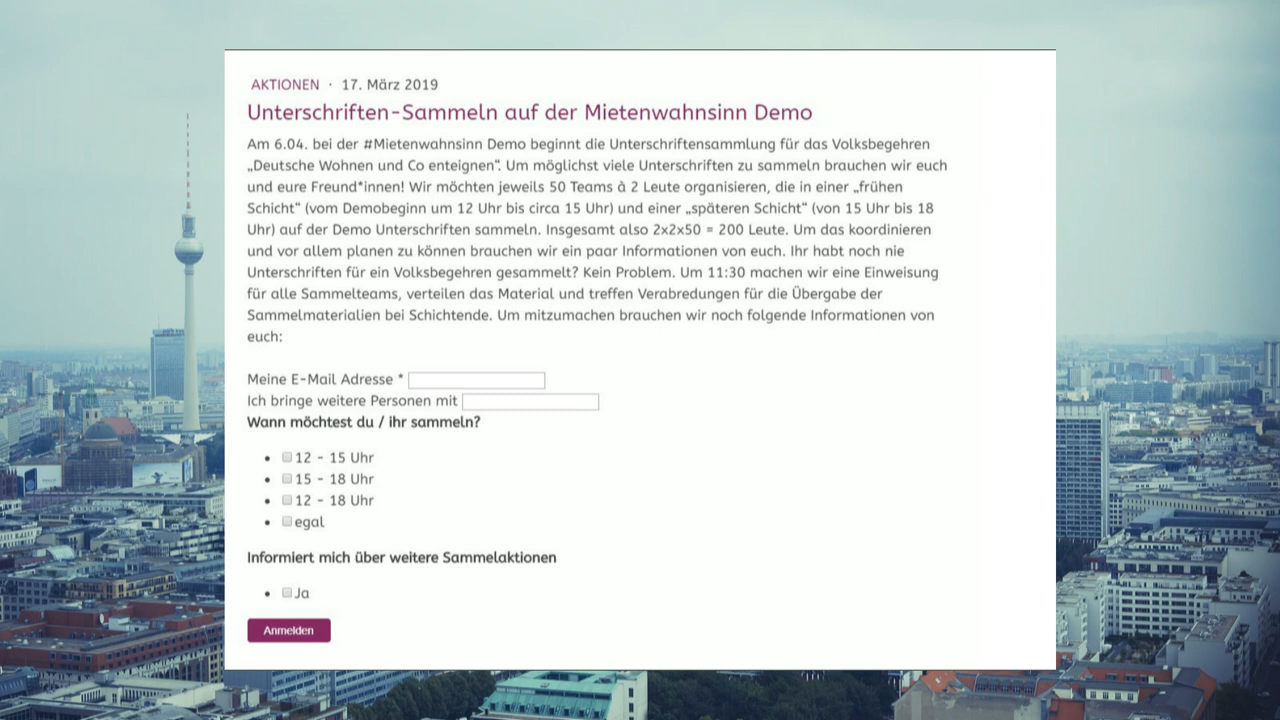 AKTIONEN · 17. März 2019
Unterschriften-Sammeln auf der Mietenwahnsinn Demo
Am 6.04. bei der #Mietenwahnsinn Demo beginnt die Unterschriftensammlung für das Volksbegehren
„Deutsche Wohnen und Co enteignen“. Um möglichst viele Unterschriften zu sammeln brauchen wir euch
und eure Freund*innen! Wir möchten jeweils 50 Teams à 2 Leute organisieren, die in einer „frühen
Schicht“ (vom Demobeginn um 12 Uhr bis circa 15 Uhr) und einer „späteren Schicht“ (von 15 Uhr bis 18
Uhr) auf der Demo Unterschriften sammeln. Insgesamt also 2x2x50 = 200 Leute. Um das koordinieren
und vor allem planen zu können brauchen wir ein paar Informationen von euch. Ihr habt noch nie
Unterschriften für ein Volksbegehren gesammelt? Kein Problem. Um 11:30 machen wir eine Einweisung
für alle Sammelteams, verteilen das Material und treffen Verabredungen für die Übergabe der
Sammelmaterialien bei Schichtende. Um mitzumachen brauchen wir noch folgende Informationen von
euch:
Meine E-Mail Adresse *
Ich bringe weitere Personen mit
Wann möchtest du / ihr sammeln?
12 - 15 Uhr
15 - 18 Uhr
12 - 18 Uhr
egal
Informiert mich über weitere Sammelaktionen
Ja
Anmelden